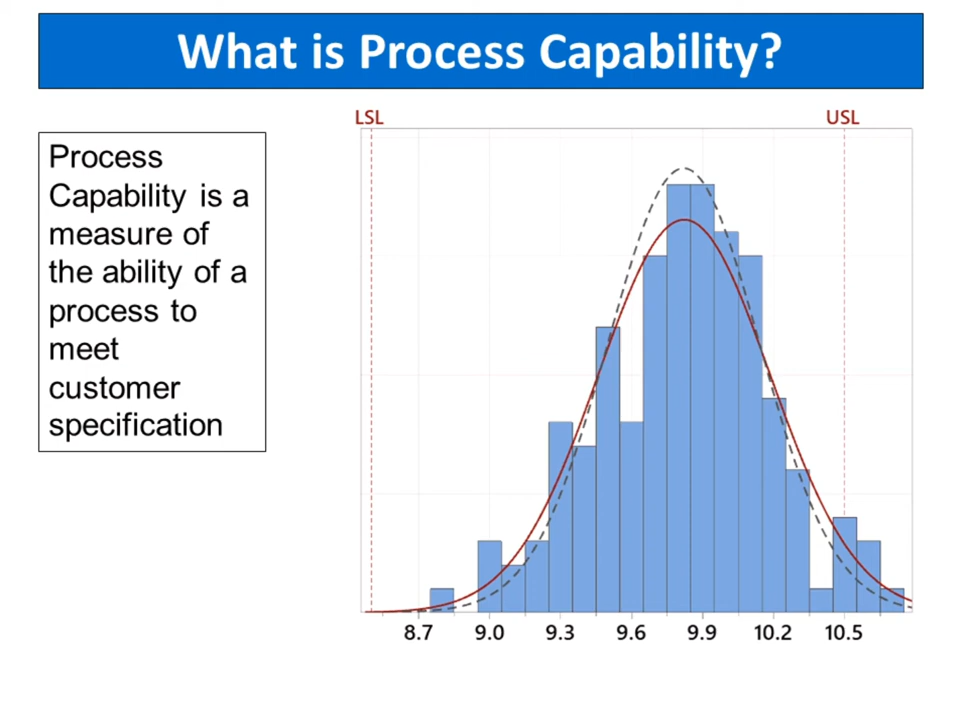 What is Process Capability?
Process
Capability is a
measure of
the ability of a
process to
meet
customer
specification
LSL
USL
8.7
9.0
9.3
9.6
9.9
10.2
10.5